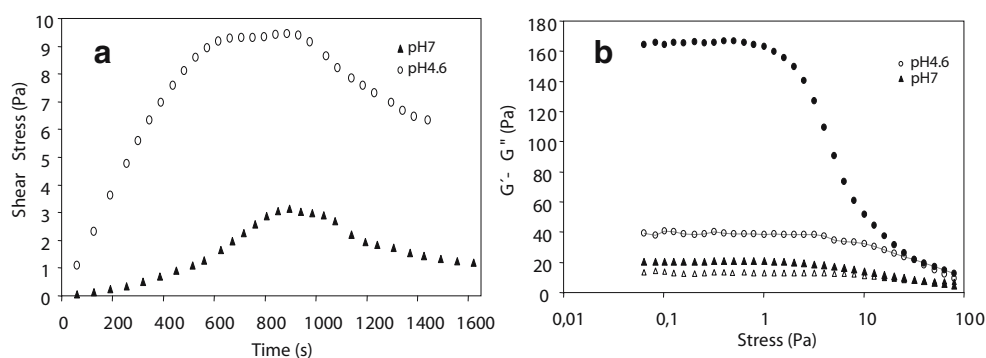 a
Shear Stress (Pa)
10
9
8
7
6
5
4
3
2
1
0
pH7
pH4.6
0 200 400 600 800 1000 1200 1400 1600
Time (s)
b
G´- G" (Pa)
180
160
140
120
100
80
60
40
20
0
pH4.6
pH7
0,01 0,1 1 10 100
Stress (Pa)